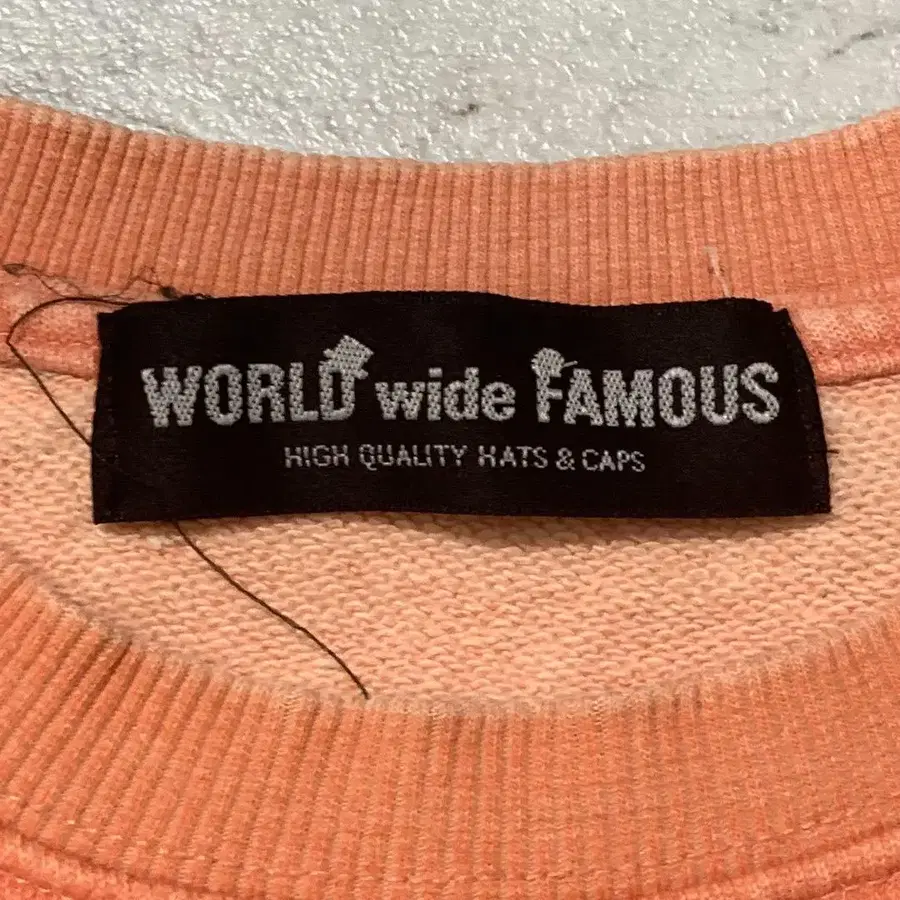 WORLD wide FAMOUS
HIGH QUALITY HATS & CAPS